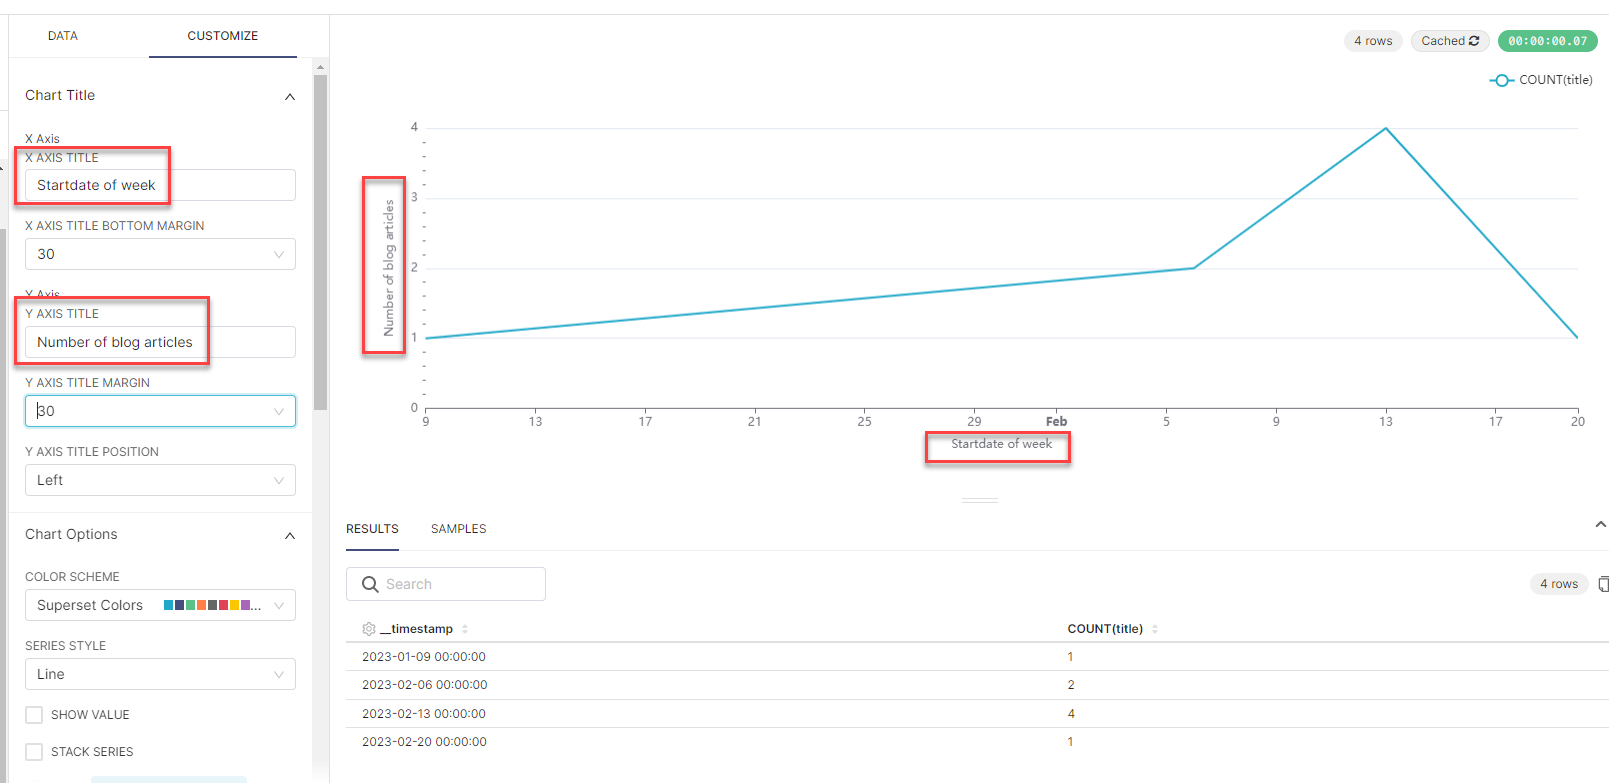 DATA
CUSTOMIZE
Chart Title
X Axis
X AXIS TITLE
Startdate of week
X AXIS TITLE BOTTOM MARGIN
30
Y Axis
Y AXIS TITLE
Number of blog articles
Y AXIS TITLE MARGIN
30
Y AXIS TITLE POSITION
Left
Chart Options
COLOR SCHEME
Superset Colors ...
SERIES STYLE
Line
SHOW VALUE
STACK SERIES
4 rows Cached 00:00:00.07
COUNT(title)
Number of blog articles
4
3
2
1
0
9 13 17 21 25 29 Feb 5 9 13 17 20
Startdate of week
RESULTS SAMPLES
Search
4 rows
__timestamp COUNT(title)
2023-01-09 00:00:00 1
2023-02-06 00:00:00 2
2023-02-13 00:00:00 4
2023-02-20 00:00:00 1